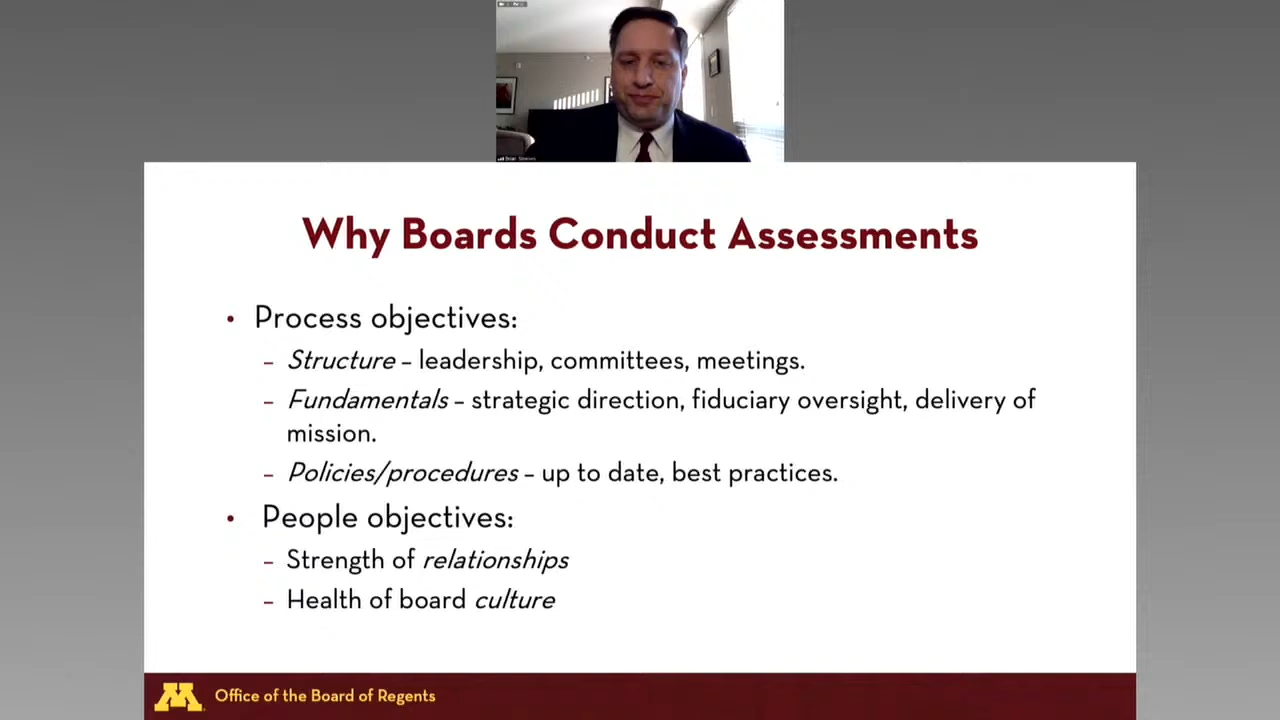 Why Boards Conduct Assessments
• Process objectives:
– Structure – leadership, committees, meetings.
– Fundamentals – strategic direction, fiduciary oversight, delivery of
mission.
– Policies/procedures – up to date, best practices.
• People objectives:
– Strength of relationships
– Health of board culture
M Office of the Board of Regents